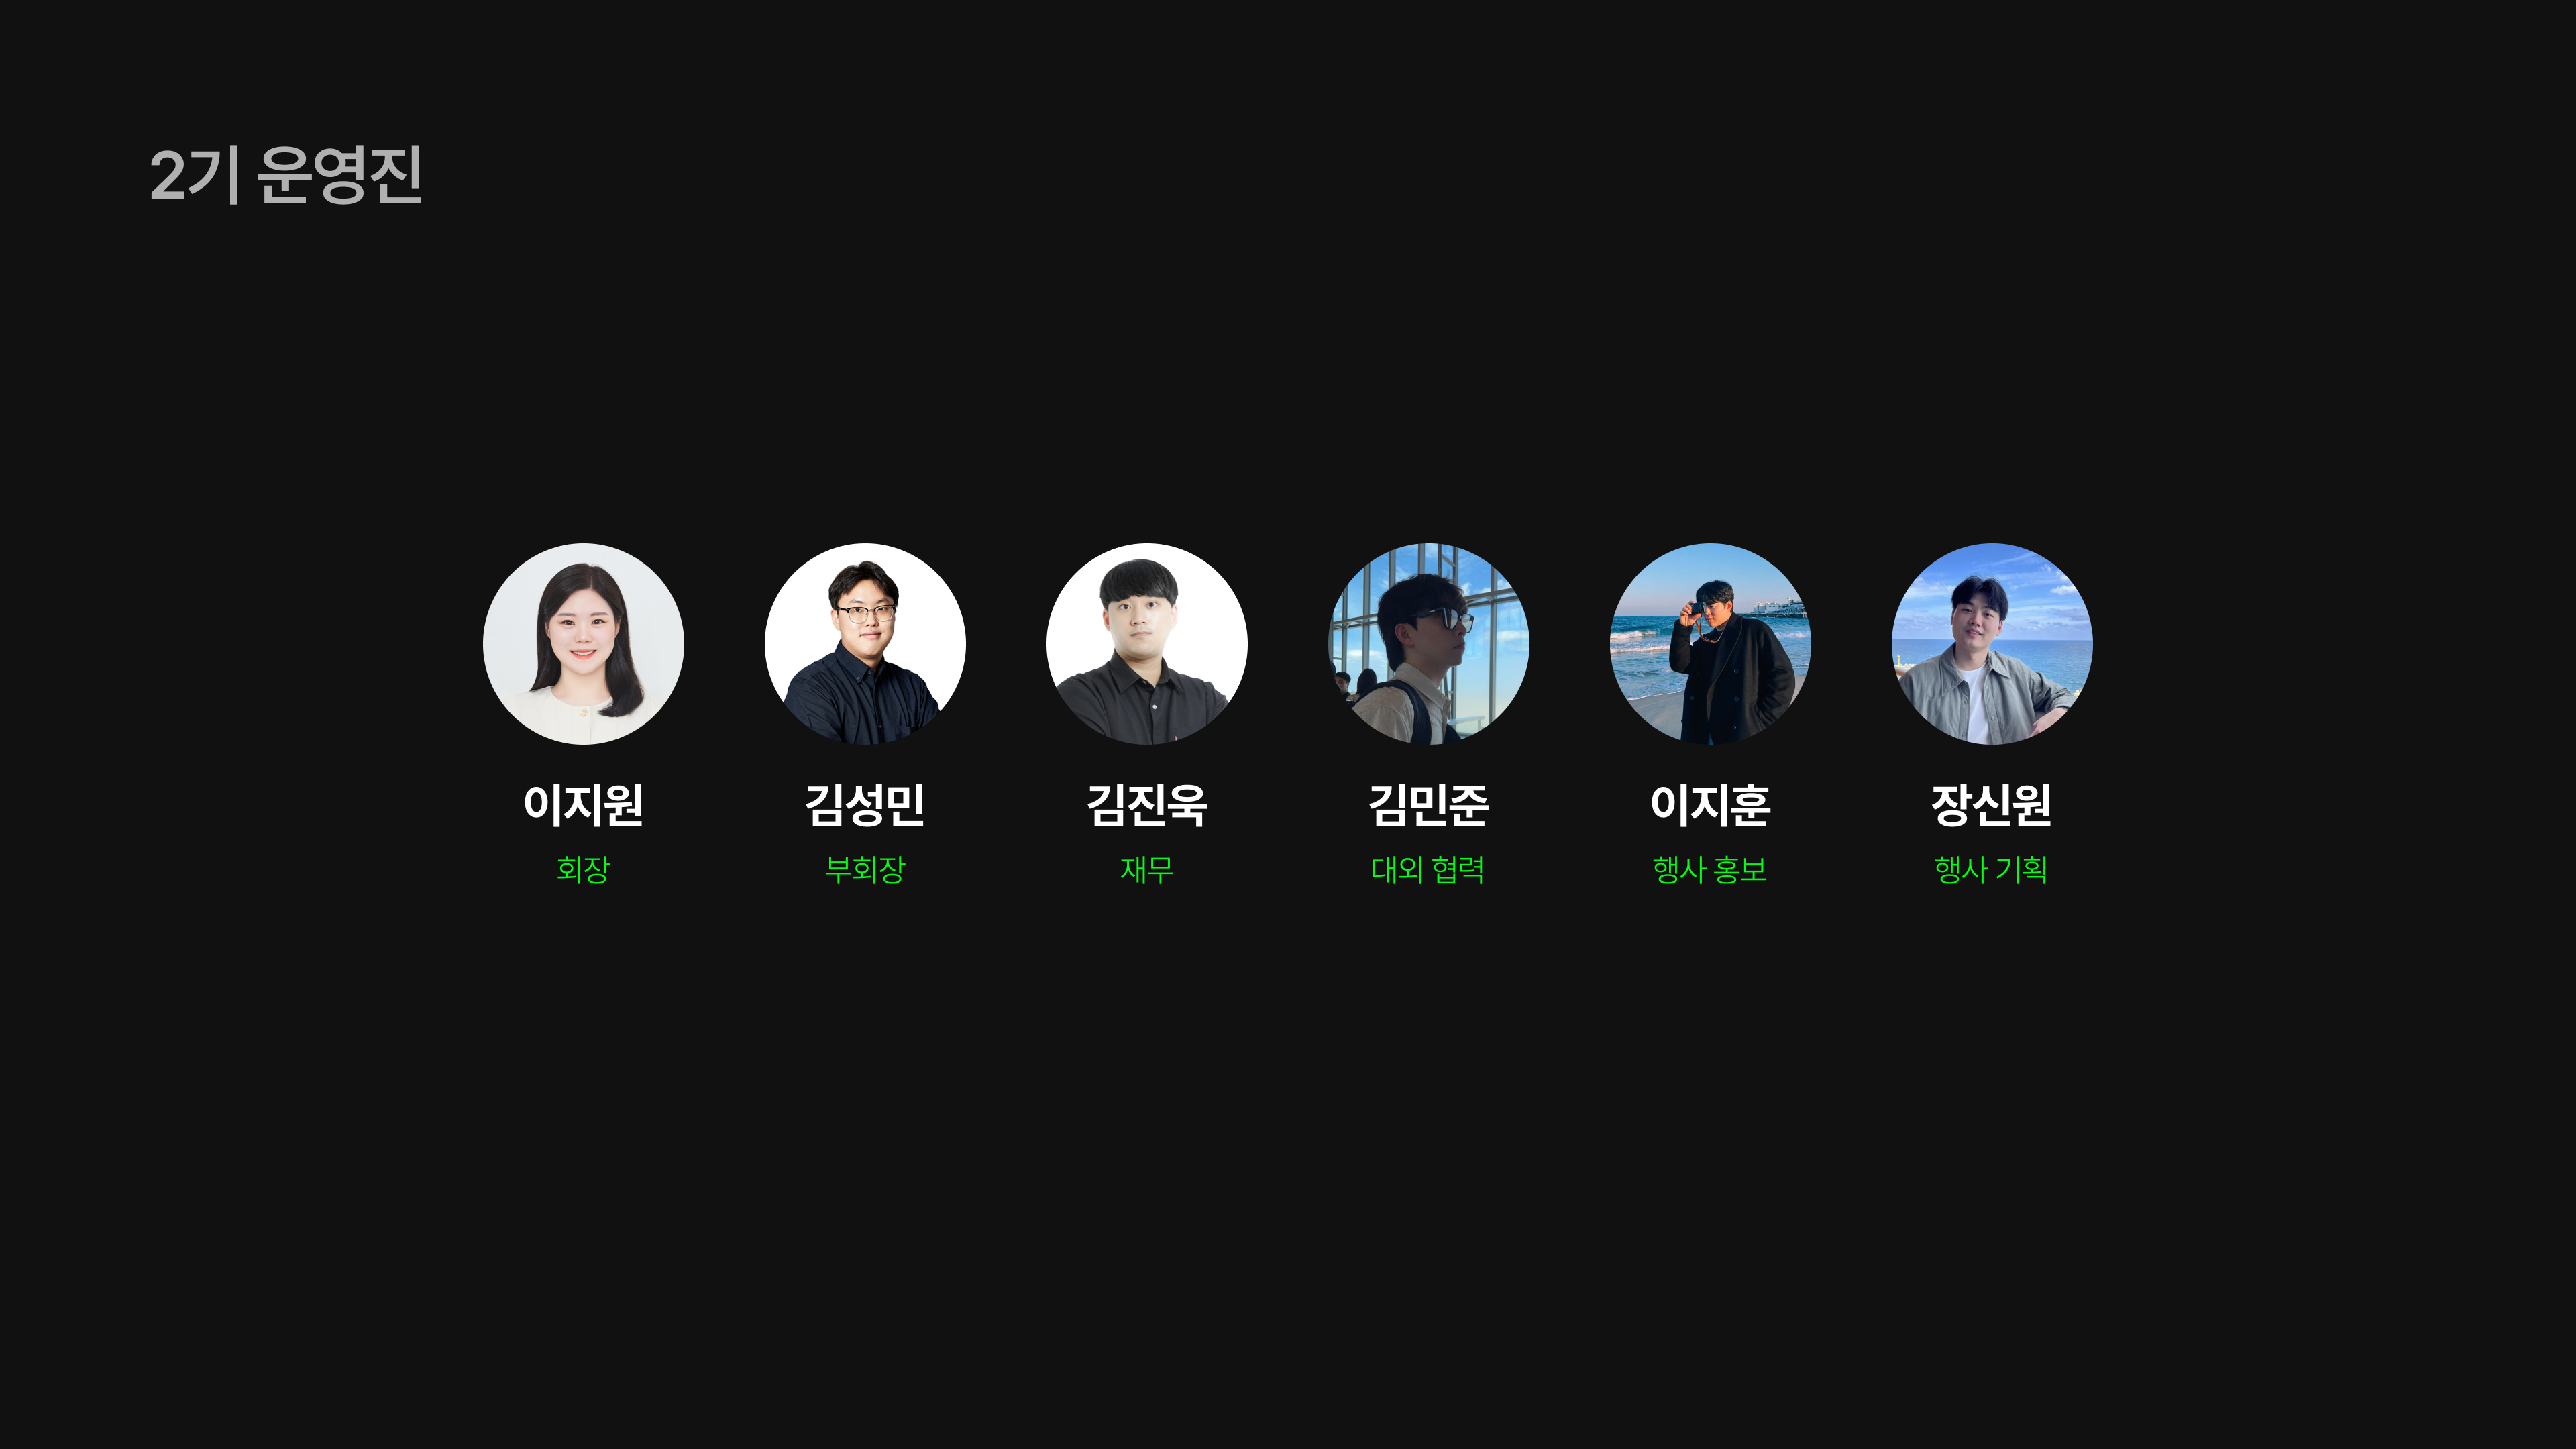 2기 운영진
이지원
회장
김성민
부회장
김진욱
재무
김민준
대외 협력
이지훈
행사 홍보
장신원
행사 기획